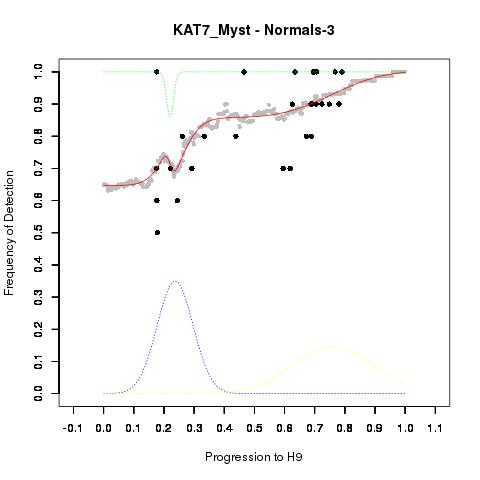 KAT7_Myst - Normals-3
1.0
0.9
0.8
0.7
0.6
0.5
0.4
0.3
0.2
0.1
0.0
Frequency of Detection
-0.1 0.0 0.1 0.2 0.3 0.4 0.5 0.6 0.7 0.8 0.9 1.0 1.1
Progression to H9